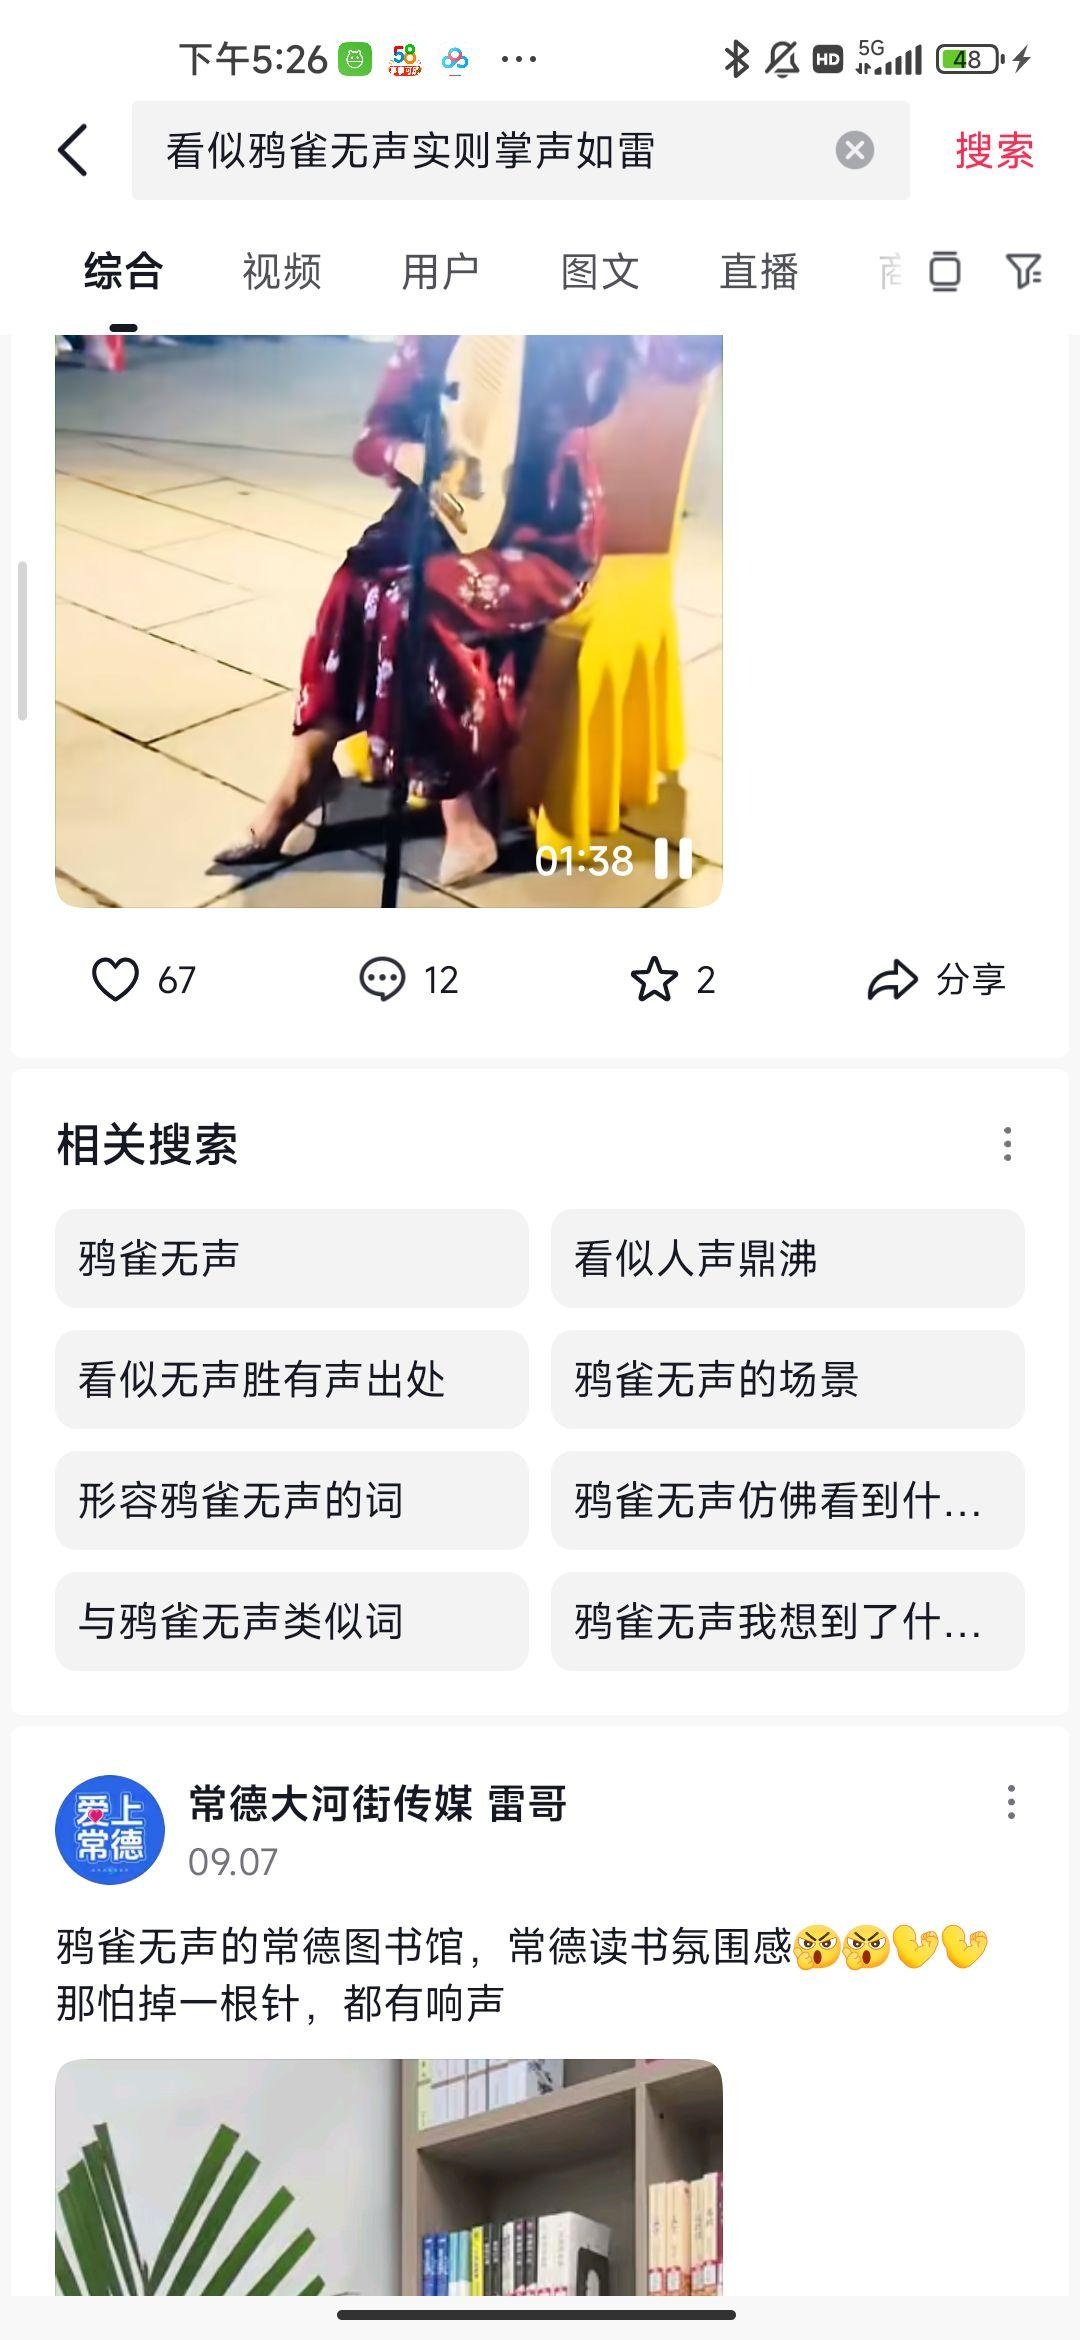 下午5:26
58
HD
5G
48
看似鸦雀无声实则掌声如雷
搜索
综合 视频 用户 图文 直播
01:38
67 12 2 分享
相关搜索
鸦雀无声 看似人声鼎沸
看似无声胜有声出处 鸦雀无声的场景
形容鸦雀无声的词 鸦雀无声仿佛看到什...
与鸦雀无声类似词 鸦雀无声我想到了什...
爱上
常德
常德大河街传媒 雷哥
09.07
鸦雀无声的常德图书馆，常德读书氛围感
那怕掉一根针，都有响声